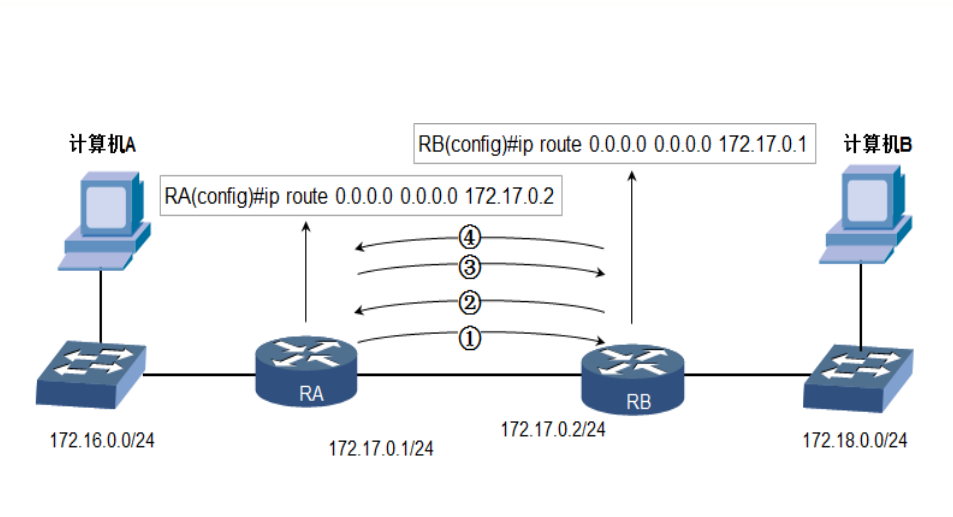 RB(config)#ip route 0.0.0.0 0.0.0.0 172.17.0.1
计算机A
计算机B
RA(config)#ip route 0.0.0.0 0.0.0.0 172.17.0.2
④
③
②
①
RA
RB
172.16.0.0/24
172.17.0.1/24
172.17.0.2/24
172.18.0.0/24